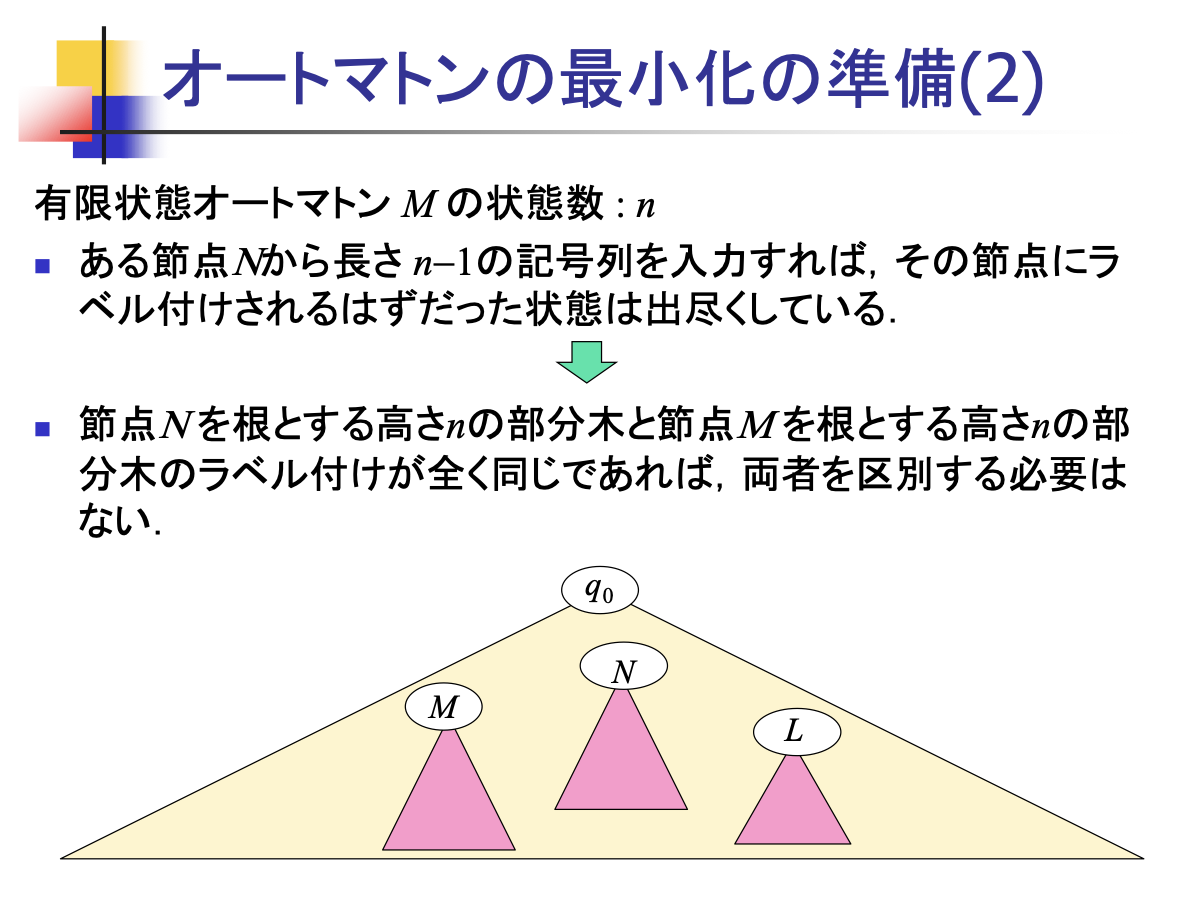 オートマトンの最小化の準備(2)
有限状態オートマトン M の状態数 : n
ある節点Nから長さ n−1の記号列を入力すれば，その節点にラ
ベル付けされるはずだった状態は出尽くしている．
節点Nを根とする高さnの部分木と節点Mを根とする高さnの部
分木のラベル付けが全く同じであれば，両者を区別する必要は
ない．
q0
N
M
L